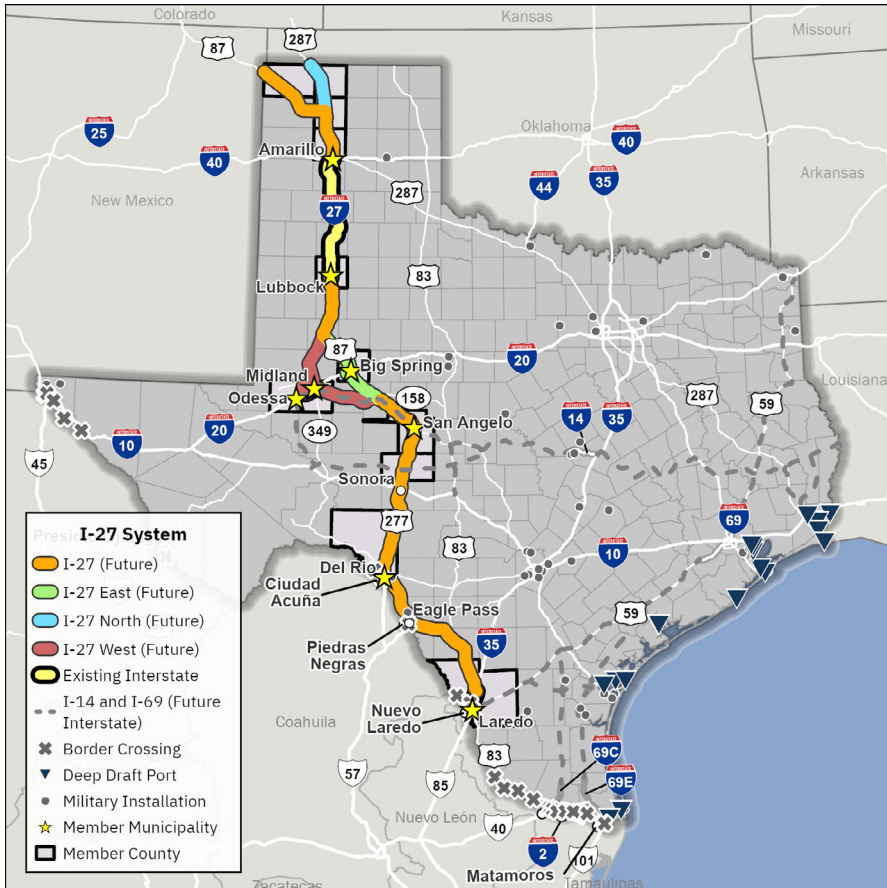 Colorado
Kansas
Missouri
87
287
25
40
Amarillo
Oklahoma
40
New Mexico
27
287
44
35
Arkansas
83
Lubbock
87
Big Spring
20
Midland
Odessa
158
287
59
Louisiana
San Angelo
14
35
10
20
349
45
Sonora
277
83
69
10
Del Rio
Ciudad
Acuña
Eagle Pass
59
Piedras
Negras
35
Coahuila
Nuevo
Laredo
Laredo
83
69C
57
85
69E
Nuevo León
40
2
101
Matamoros
Tamaulipas
Zacatecas
I-27 System
I-27 (Future)
I-27 East (Future)
I-27 North (Future)
I-27 West (Future)
Existing Interstate
I-14 and I-69 (Future
Interstate)
Border Crossing
Deep Draft Port
Military Installation
Member Municipality
Member County